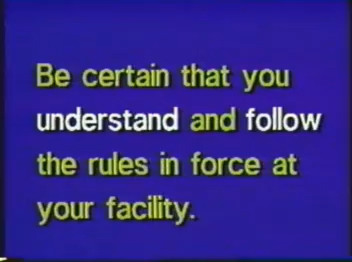 Be certain that you
understand and follow
the rules in force at
your facility.